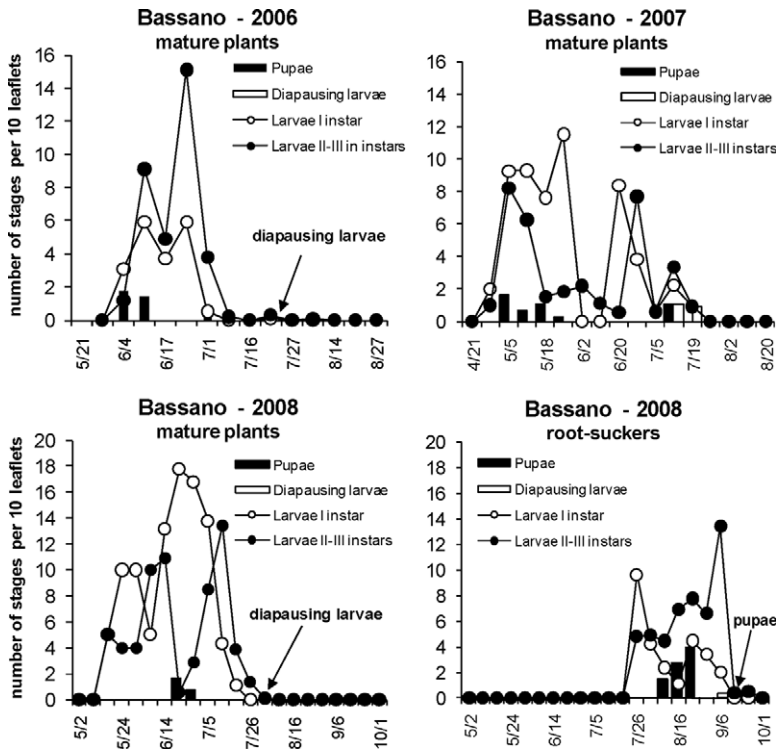 Bassano - 2006
mature plants
number of stages per 10 leaflets
16
14
12
10
8
6
4
2
0
Pupae
Diapausing larvae
Larvae I instar
Larvae II-III in instars
diapausing larvae
5/21
6/4
6/17
7/1
7/16
7/27
8/14
8/27
Bassano - 2007
mature plants
16
14
12
10
8
6
4
2
0
Pupae
Diapausing larvae
Larvae I instar
Larvae II-III instars
4/21
5/5
5/18
6/2
6/20
7/5
7/19
8/2
8/20
Bassano - 2008
mature plants
number of stages per 10 leaflets
20
18
16
14
12
10
8
6
4
2
0
Pupae
Diapausing larvae
Larvae I instar
Larvae II-III instars
diapausing larvae
5/2
5/24
6/14
7/5
7/26
8/16
9/6
10/1
Bassano - 2008
root-suckers
20
18
16
14
12
10
8
6
4
2
0
Pupae
Diapausing larvae
Larvae I instar
Larvae II-III instars
pupae
5/2
5/24
6/14
7/5
7/26
8/16
9/6
10/1